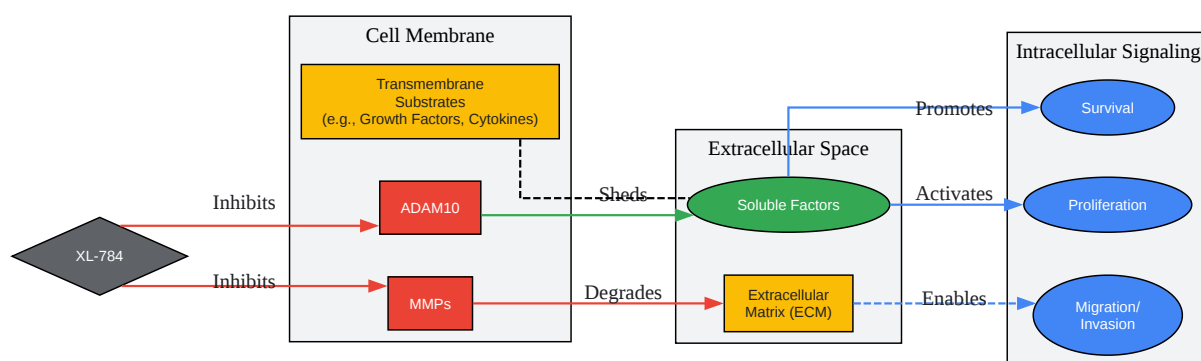 Cell Membrane
Transmembrane
Substrates
(e.g., Growth Factors, Cytokines)
Intracellular Signaling
Promotes
Survival
Extracellular Space
Inhibits
ADAM10
Sheds
Soluble Factors
Activates
Proliferation
XL-784
Inhibits
MMPs
Degrades
Extracellular
Matrix (ECM)
Enables
Migration/
Invasion